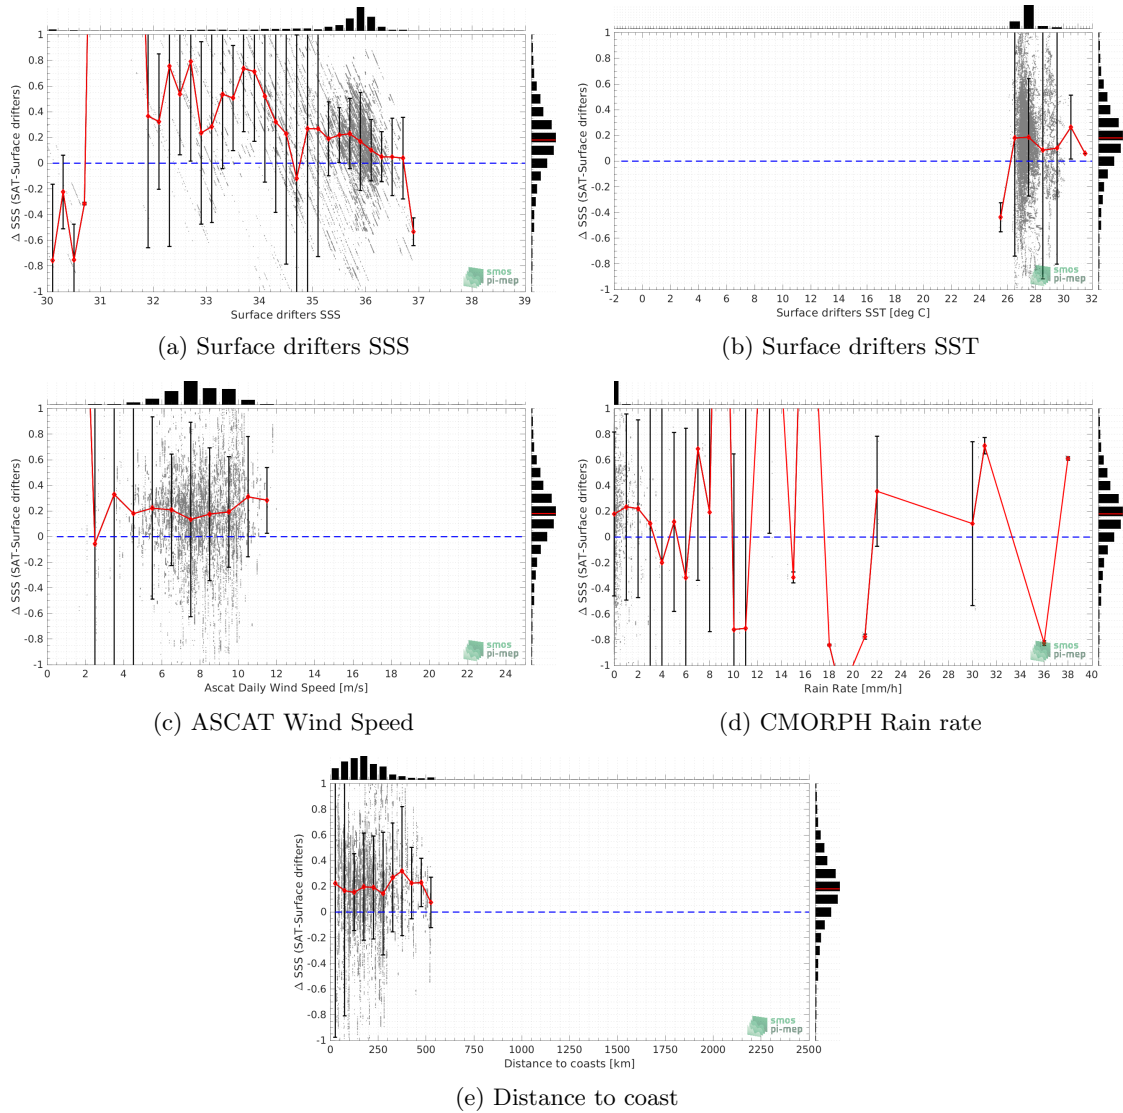 Δ SSS (SAT-Surface drifters)
1
0.8
0.6
0.4
0.2
0
-0.2
-0.4
-0.6
-0.8
-1
30 31 32 33 34 35 36 37 38 39
Surface drifters SSS
smos
pi-mep
(a) Surface drifters SSS
Δ SSS (SAT-Surface drifters)
1
0.8
0.6
0.4
0.2
0
-0.2
-0.4
-0.6
-0.8
-1
-2 0 2 4 6 8 10 12 14 16 18 20 22 24 26 28 30 32
Surface drifters SST [deg C]
smos
pi-mep
(b) Surface drifters SST
Δ SSS (SAT-Surface drifters)
1
0.8
0.6
0.4
0.2
0
-0.2
-0.4
-0.6
-0.8
-1
0 2 4 6 8 10 12 14 16 18 20 22 24
Ascat Daily Wind Speed [m/s]
smos
pi-mep
(c) ASCAT Wind Speed
Δ SSS (SAT-Surface drifters)
1
0.8
0.6
0.4
0.2
0
-0.2
-0.4
-0.6
-0.8
-1
0 2 4 6 8 10 12 14 16 18 20 22 24 26 28 30 32 34 36 38 40
Rain Rate [mm/h]
smos
pi-mep
(d) CMORPH Rain rate
Δ SSS (SAT-Surface drifters)
1
0.8
0.6
0.4
0.2
0
-0.2
-0.4
-0.6
-0.8
-1
0 250 500 750 1000 1250 1500 1750 2000 2250 2500
Distance to coasts [km]
smos
pi-mep
(e) Distance to coast